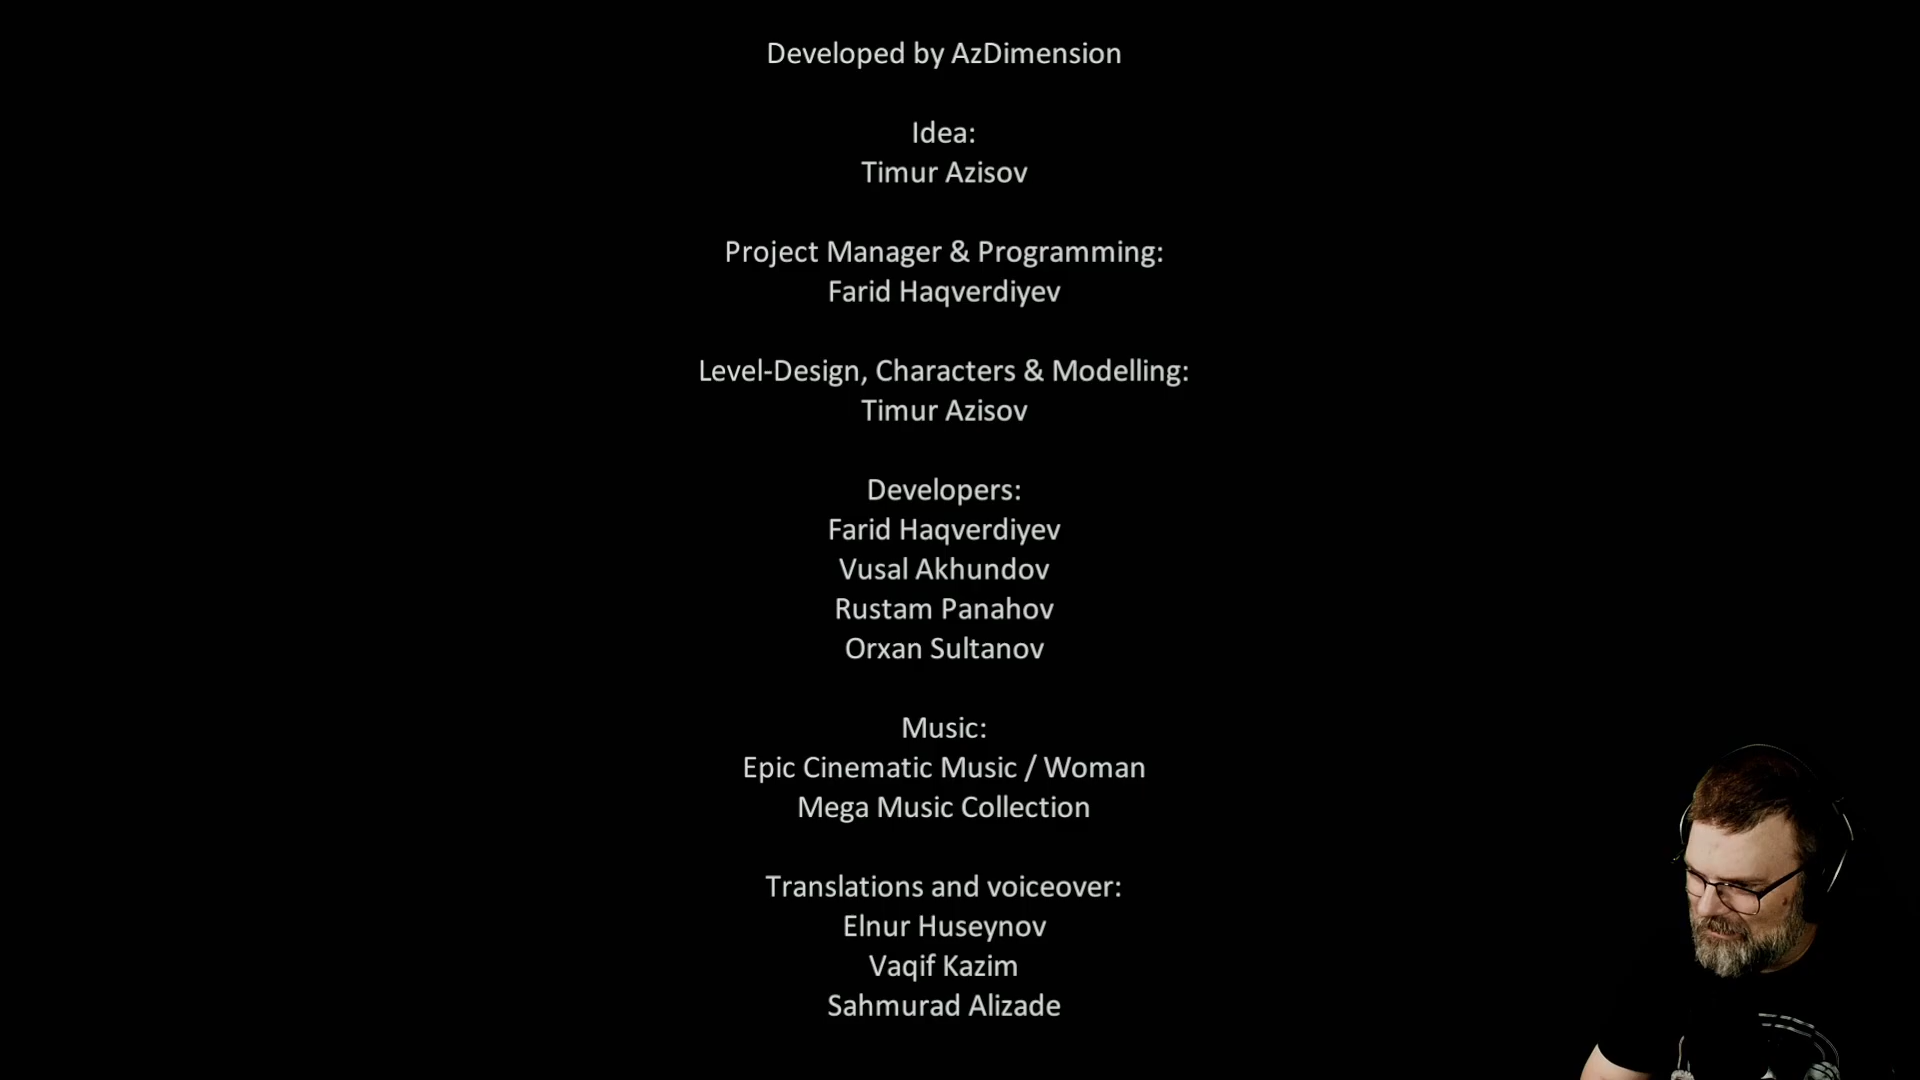 Developed by AzDimension
Idea:
Timur Azisov
Project Manager & Programming:
Farid Haqverdiyev
Level-Design, Characters & Modelling:
Timur Azisov
Developers:
Farid Haqverdiyev
Vusal Akhundov
Rustam Panahov
Orxan Sultanov
Music:
Epic Cinematic Music / Woman
Mega Music Collection
Translations and voiceover:
Elnur Huseynov
Vaqif Kazim
Sahmurad Alizade